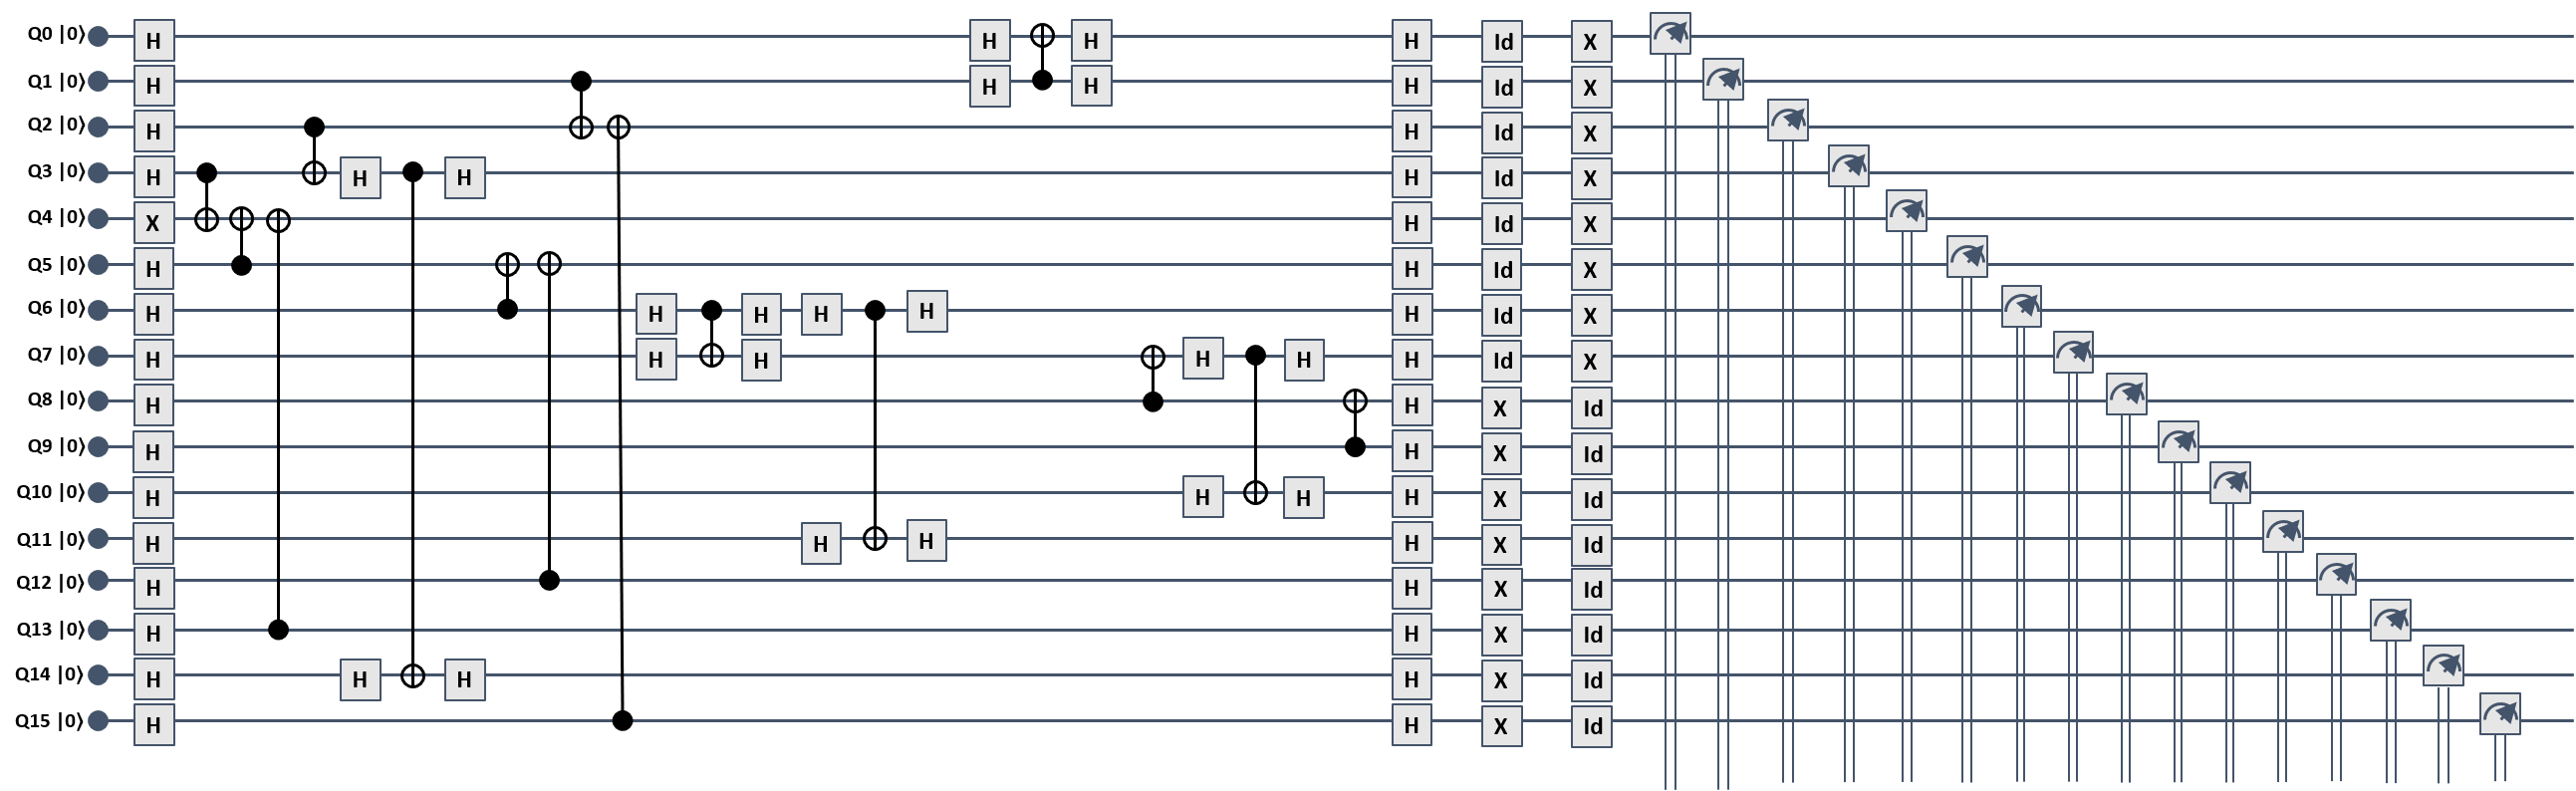 Q0 |0⟩ H H H H Id X
Q1 |0⟩ H H H H Id X
Q2 |0⟩ H H Id X
Q3 |0⟩ H H H H Id X
Q4 |0⟩ X H Id X
Q5 |0⟩ H H Id X
Q6 |0⟩ H H H H H H Id X
Q7 |0⟩ H H H H H H Id X
Q8 |0⟩ H H X Id
Q9 |0⟩ H H X Id
Q10 |0⟩ H H H H X Id
Q11 |0⟩ H H H H X Id
Q12 |0⟩ H H X Id
Q13 |0⟩ H H X Id
Q14 |0⟩ H H H H X Id
Q15 |0⟩ H H X Id